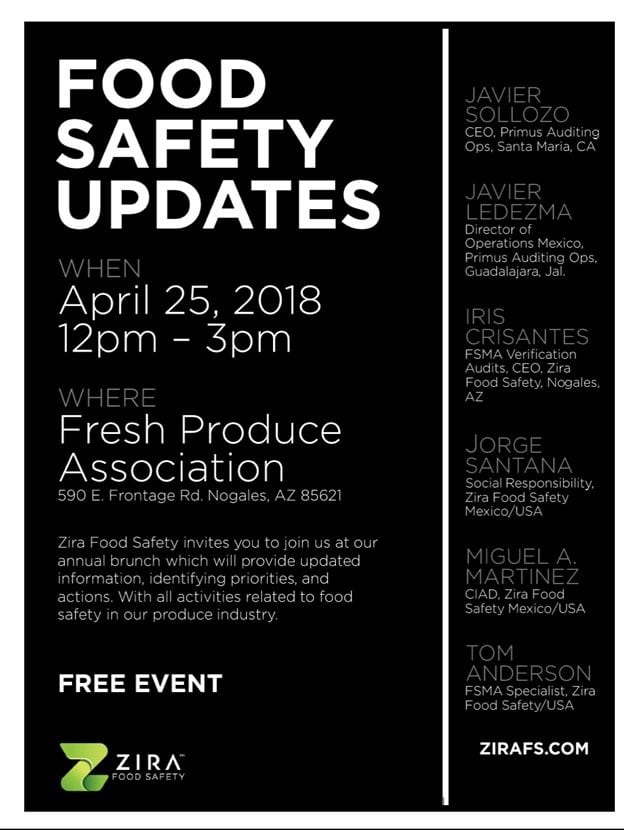 FOOD
SAFETY
UPDATES
WHEN
April 25, 2018
12pm – 3pm
WHERE
Fresh Produce
Association
590 E. Frontage Rd. Nogales, AZ 85621
Zira Food Safety invites you to join us at our
annual brunch which will provide updated
information, identifying priorities, and
actions. With all activities related to food
safety in our produce industry.
FREE EVENT
ZIRA™
FOOD SAFETY
JAVIER
SOLLOZO
CEO, Primus Auditing
Ops, Santa Maria, CA
JAVIER
LEDEZMA
Director of
Operations Mexico,
Primus Auditing Ops,
Guadalajara, Jal.
IRIS
CRISANTES
FSMA Verification
Audits, CEO, Zira
Food Safety, Nogales,
AZ
JORGE
SANTANA
Social Responsibility,
Zira Food Safety
Mexico/USA
MIGUEL A.
MARTINEZ
CIAD, Zira Food
Safety Mexico/USA
TOM
ANDERSON
FSMA Specialist, Zira
Food Safety/USA
ZIRAFS.COM